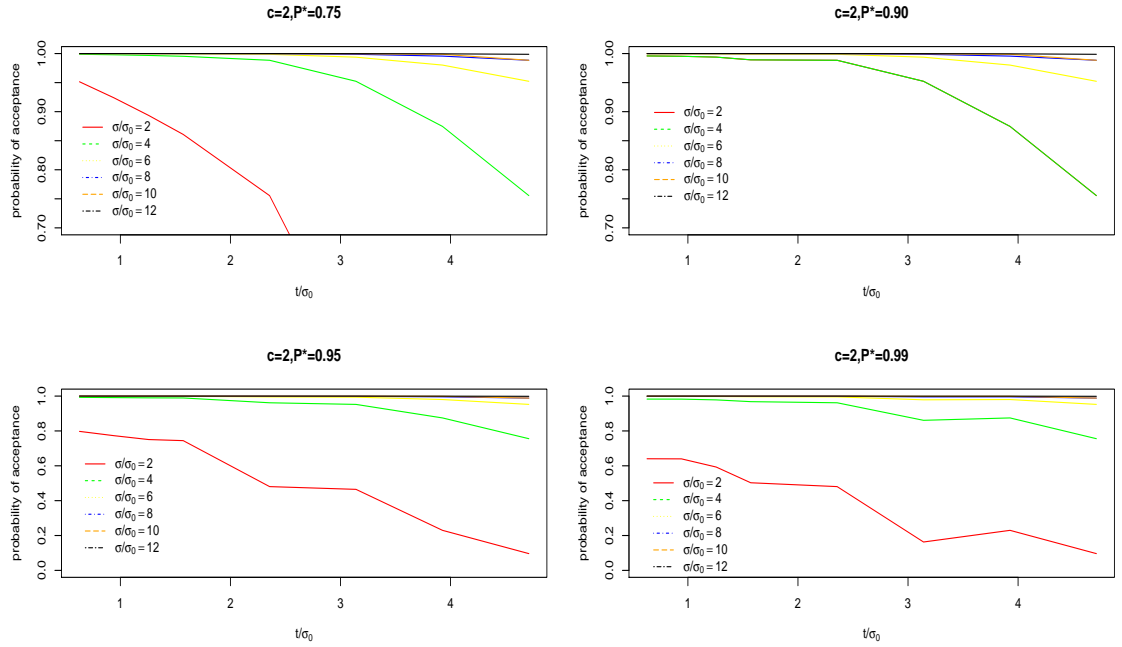 c=2,P*=0.75
probability of acceptance
1.00
0.90
0.80
0.70
σ/σ₀ = 2
σ/σ₀ = 4
σ/σ₀ = 6
σ/σ₀ = 8
σ/σ₀ = 10
σ/σ₀ = 12
1 2 3 4
t/σ₀
c=2,P*=0.90
probability of acceptance
1.00
0.90
0.80
0.70
σ/σ₀ = 2
σ/σ₀ = 4
σ/σ₀ = 6
σ/σ₀ = 8
σ/σ₀ = 10
σ/σ₀ = 12
1 2 3 4
t/σ₀
c=2,P*=0.95
probability of acceptance
1.0
0.8
0.6
0.4
0.2
0.0
σ/σ₀ = 2
σ/σ₀ = 4
σ/σ₀ = 6
σ/σ₀ = 8
σ/σ₀ = 10
σ/σ₀ = 12
1 2 3 4
t/σ₀
c=2,P*=0.99
probability of acceptance
1.0
0.8
0.6
0.4
0.2
0.0
σ/σ₀ = 2
σ/σ₀ = 4
σ/σ₀ = 6
σ/σ₀ = 8
σ/σ₀ = 10
σ/σ₀ = 12
1 2 3 4
t/σ₀